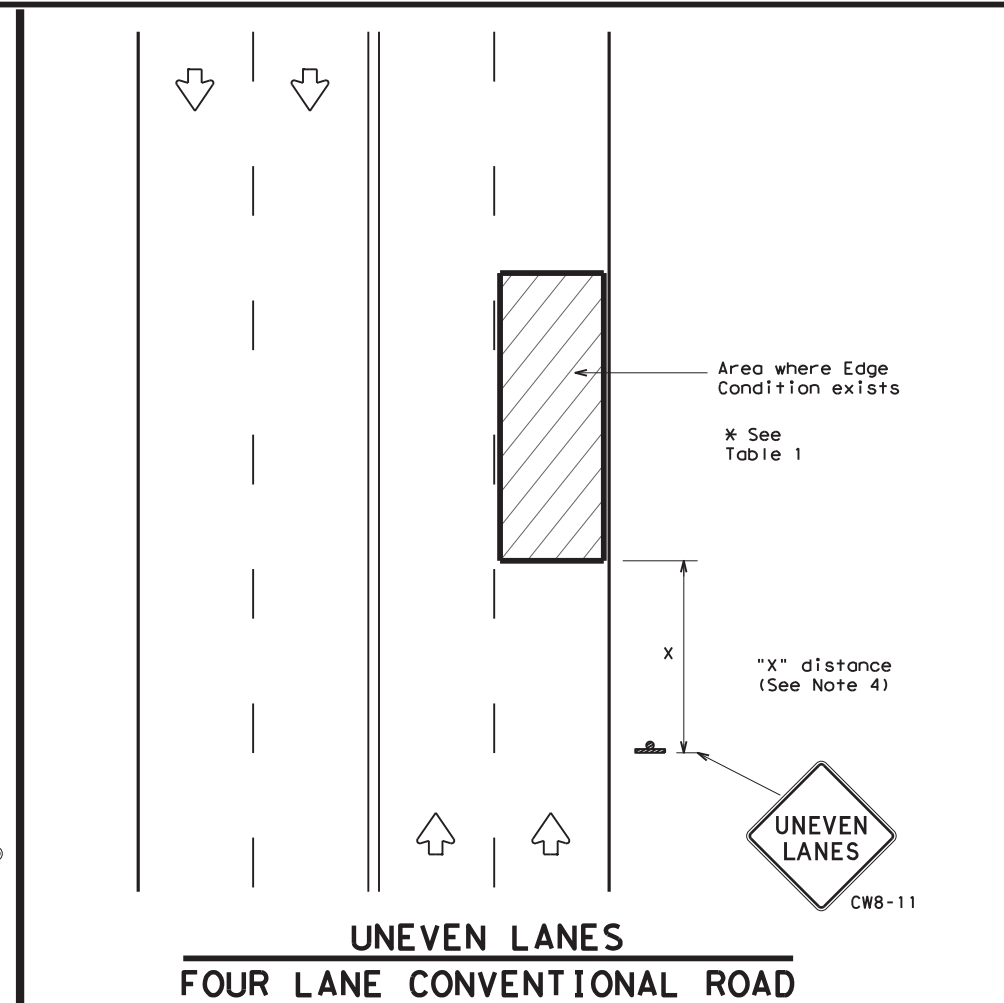 Area where Edge
Condition exists
* See
Table 1
X
"X" distance
(See Note 4)
UNEVEN
LANES
CW8-11
UNEVEN LANES
FOUR LANE CONVENTIONAL ROAD